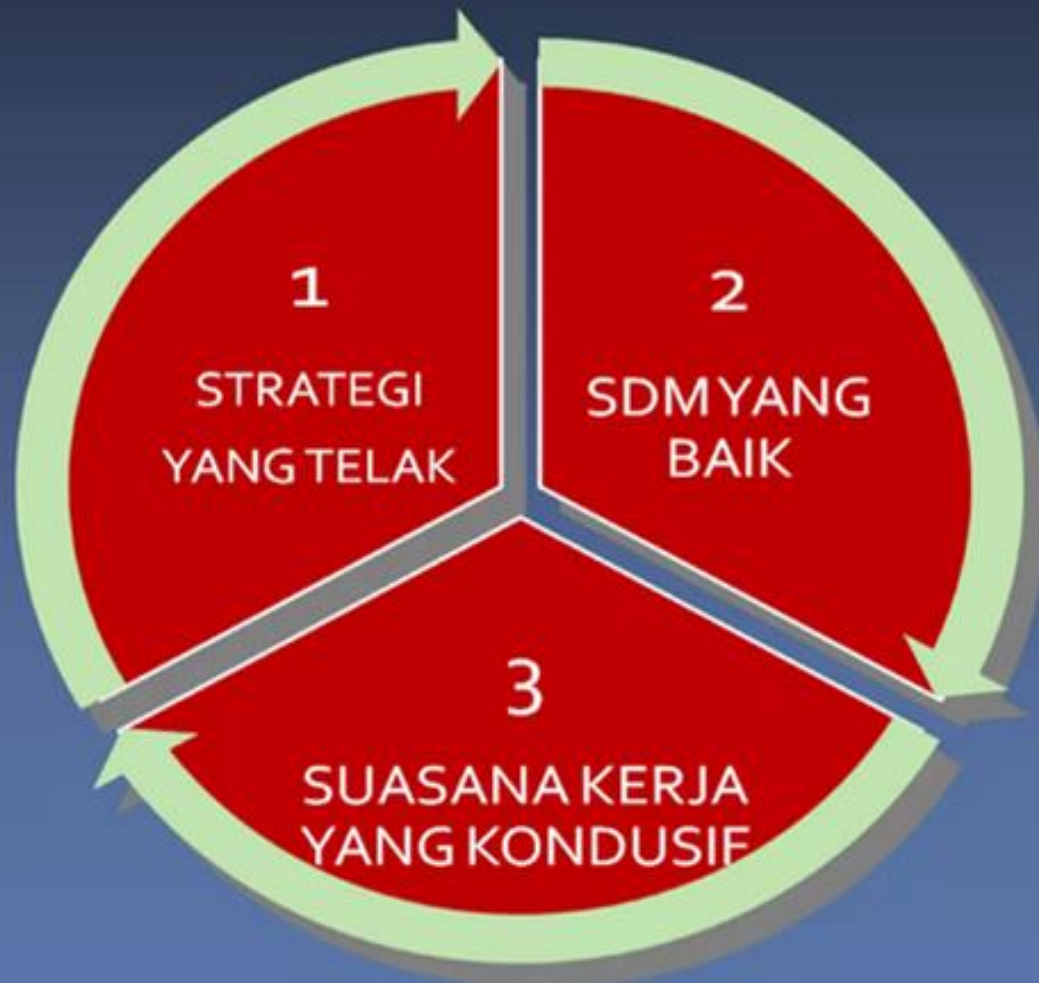 1
STRATEGI
YANG TELAK
2
SDM YANG
BAIK
3
SUASANA KERJA
YANG KONDUSIF